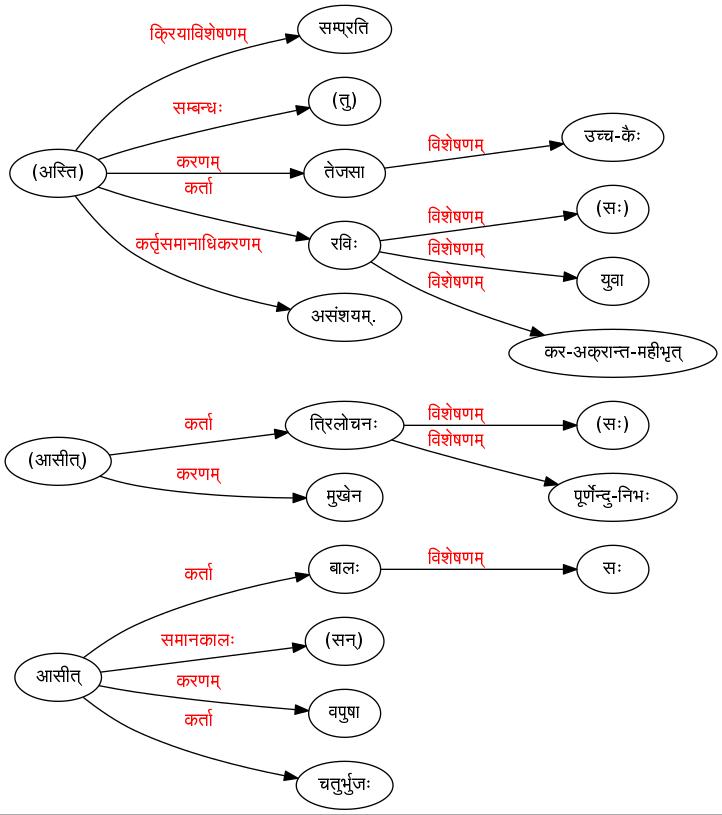 क्रियाविशेषणम् सम्प्रति
सम्बन्धः (तु)
(अस्ति) करणम् तेजसा विशेषणम् उच्च-कैः
कर्ता रविः विशेषणम् (सः)
विशेषणम् युवा
कर्तृसमानाधिकरणम् असंशयम्. विशेषणम् कर-अक्रान्त-महीभृत्
(आसीत्) कर्ता त्रिलोचनः विशेषणम् (सः)
विशेषणम् पूर्णेन्दु-निभः
करणम् मुखेन
कर्ता बालः विशेषणम् सः
समानकालः (सन्)
आसीत् करणम् वपुषा
कर्ता चतुर्भुजः